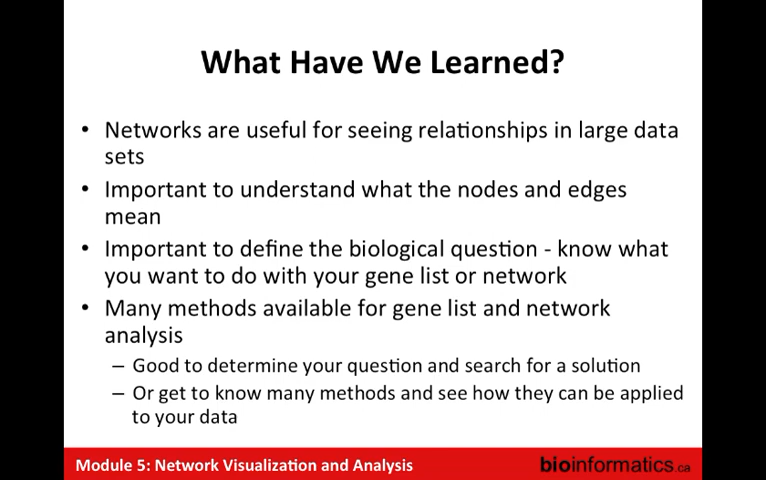 What Have We Learned?
• Networks are useful for seeing relationships in large data
sets
• Important to understand what the nodes and edges
mean
• Important to define the biological question - know what
you want to do with your gene list or network
• Many methods available for gene list and network
analysis
– Good to determine your question and search for a solution
– Or get to know many methods and see how they can be applied
to your data
Module 5: Network Visualization and Analysis
bioinformatics.ca